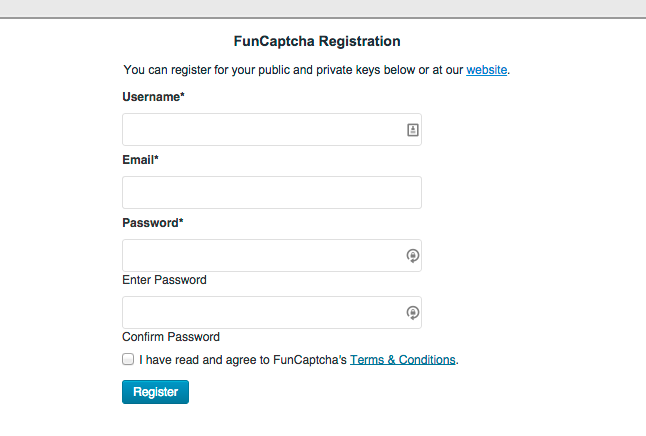 FunCaptcha Registration
You can register for your public and private keys below or at our website.
Username*
Email*
Password*
Enter Password
Confirm Password
I have read and agree to FunCaptcha's Terms & Conditions.
Register